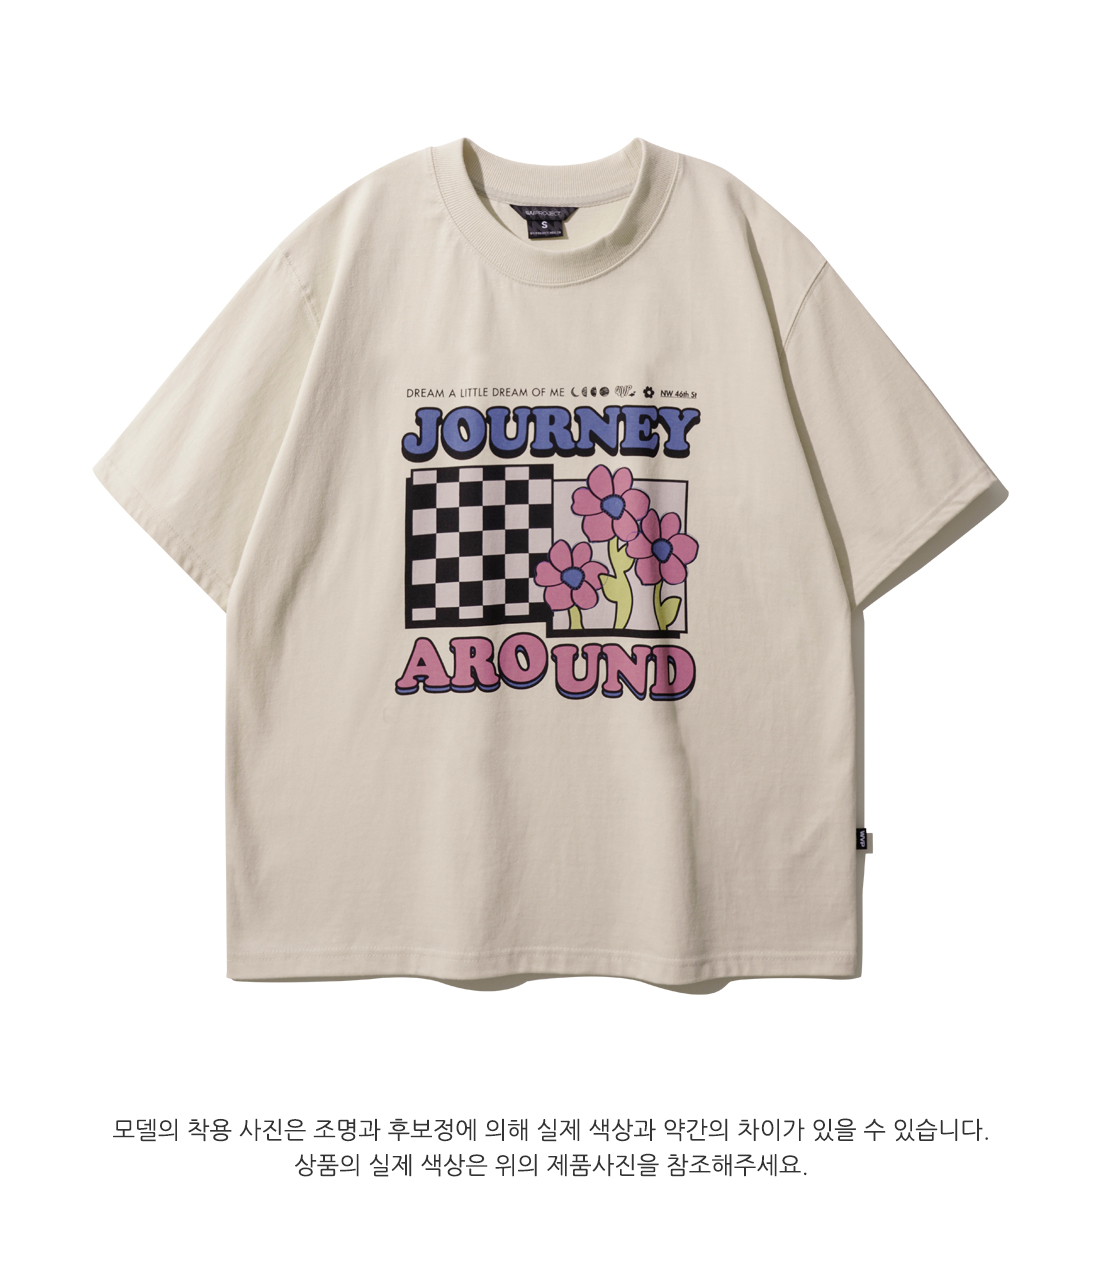 S
DREAM A LITTLE DREAM OF ME NW 46th St
JOURNEY
AROUND
WVP
모델의 착용 사진은 조명과 후보정에 의해 실제 색상과 약간의 차이가 있을 수 있습니다.
상품의 실제 색상은 위의 제품사진을 참조해주세요.